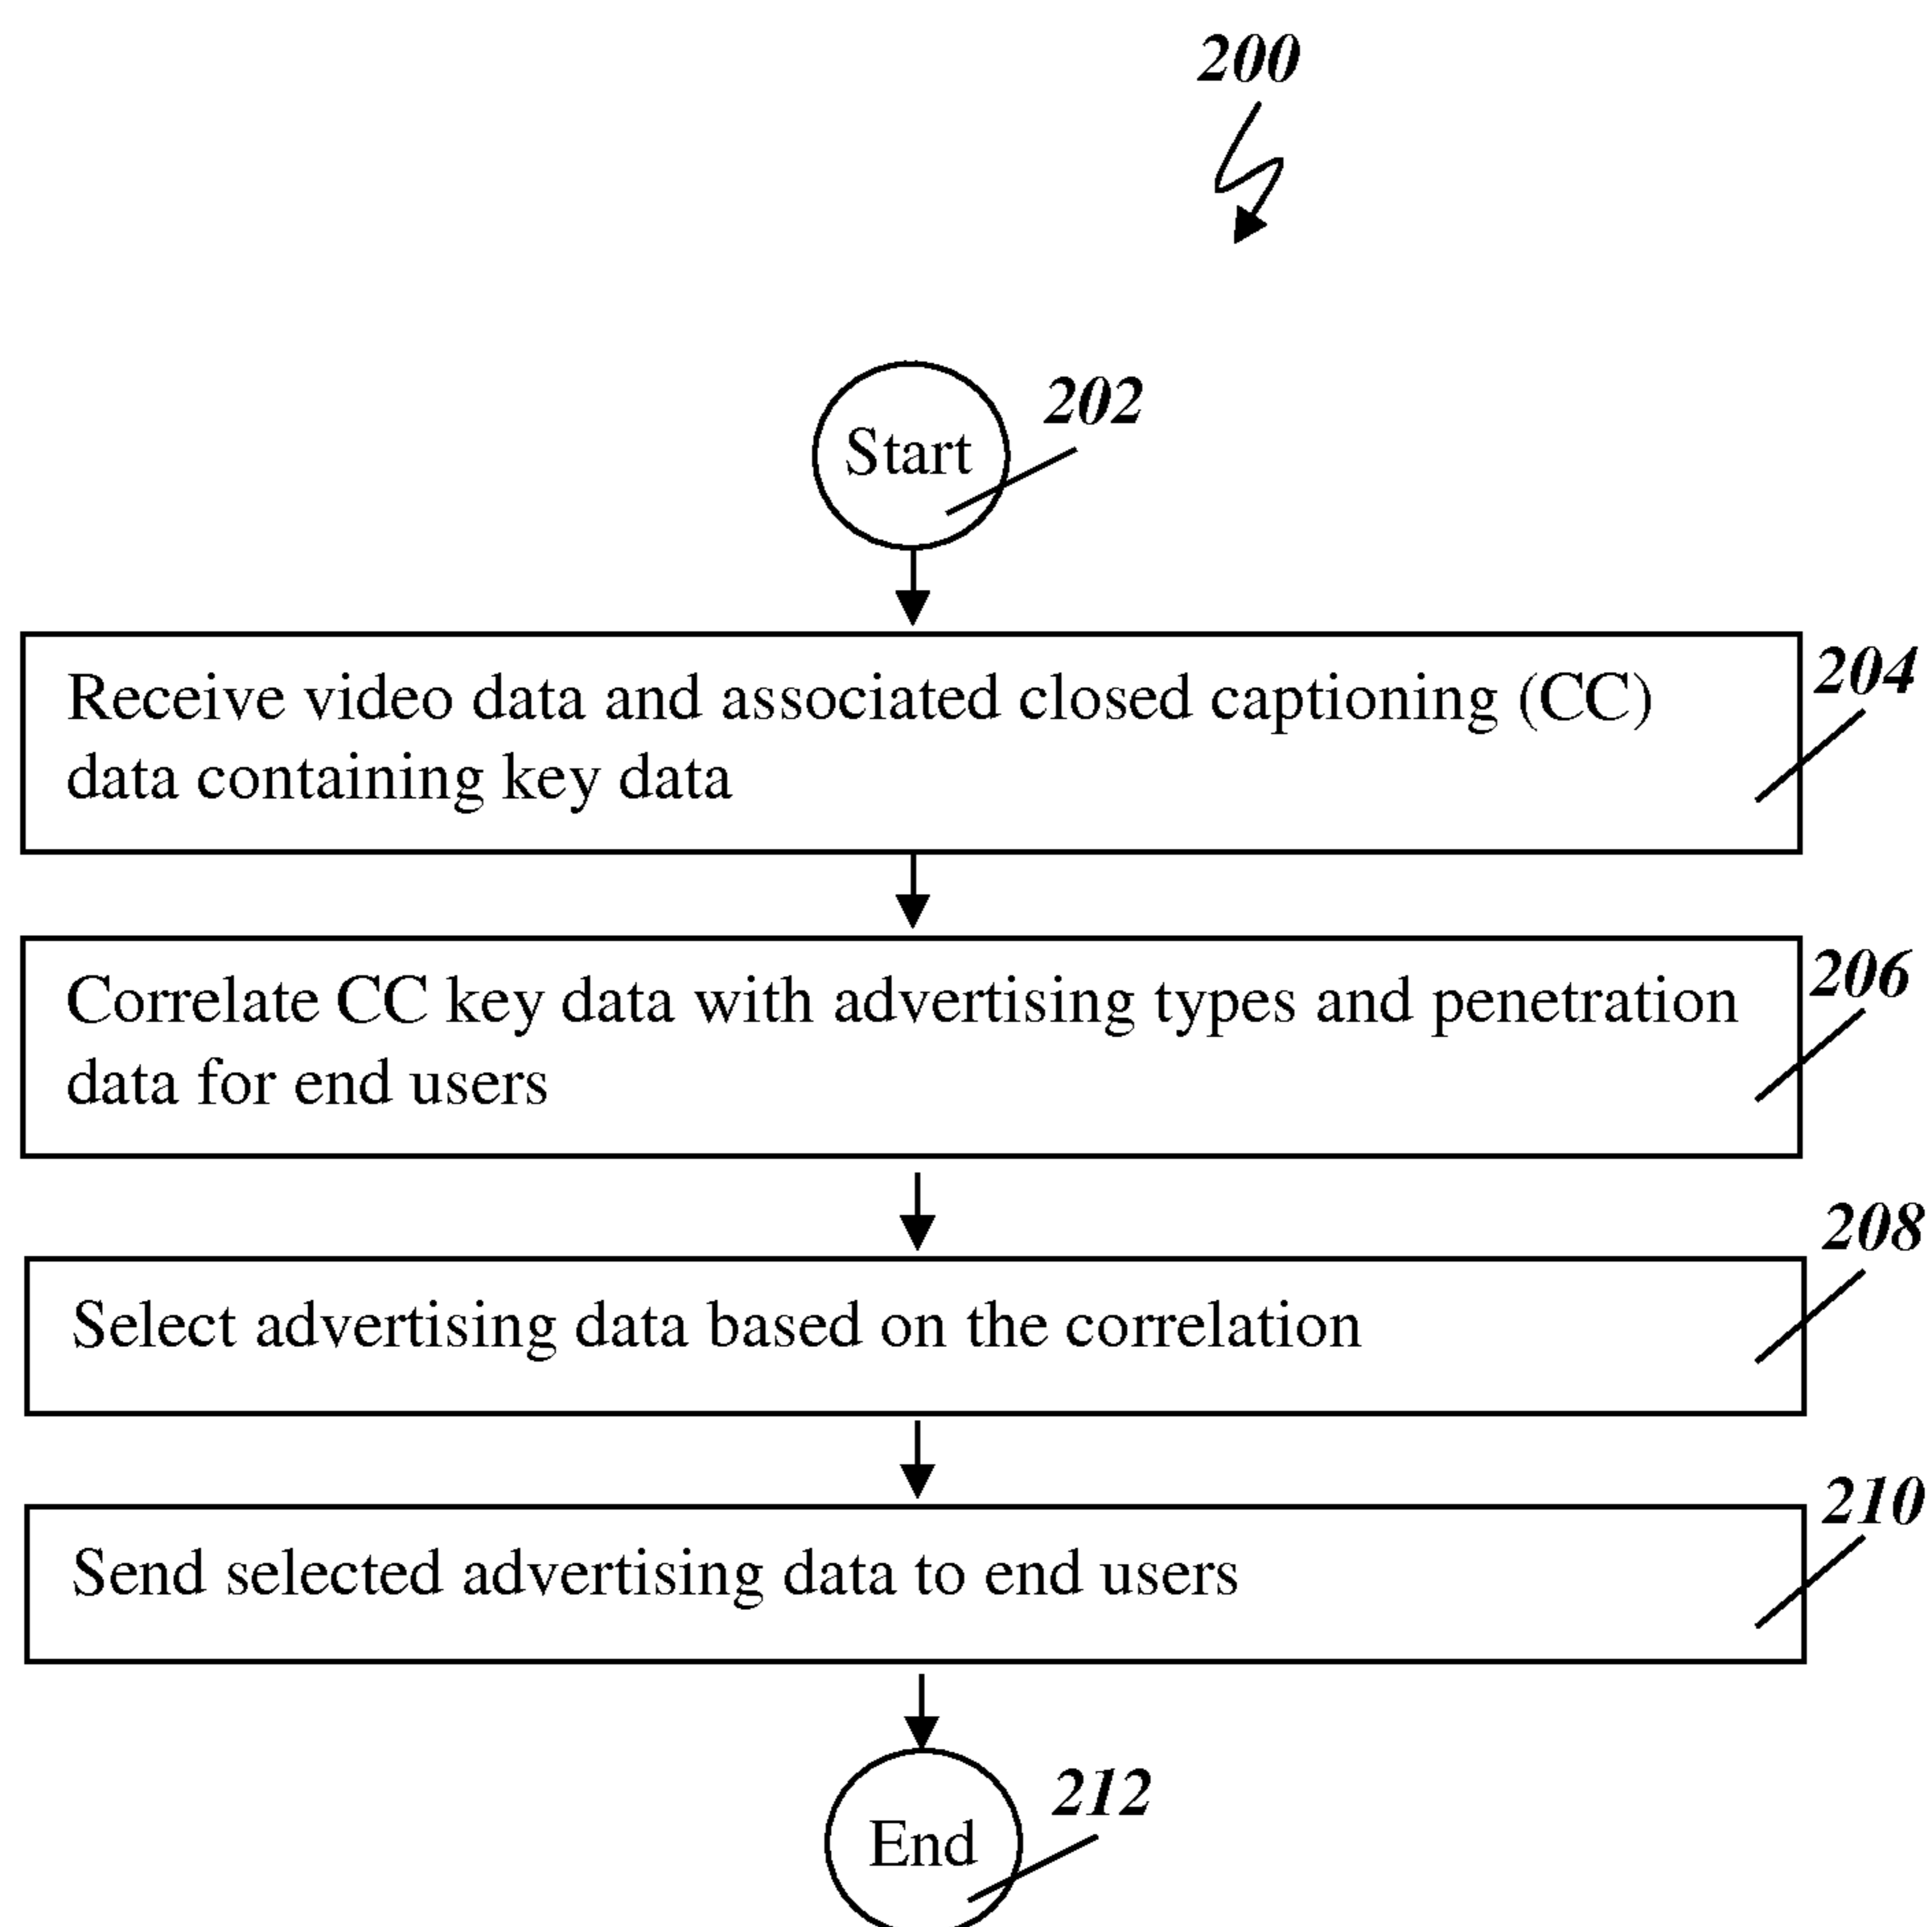 200
202
Start
204
Receive video data and associated closed captioning (CC)
data containing key data
206
Correlate CC key data with advertising types and penetration
data for end users
208
Select advertising data based on the correlation
210
Send selected advertising data to end users
212
End